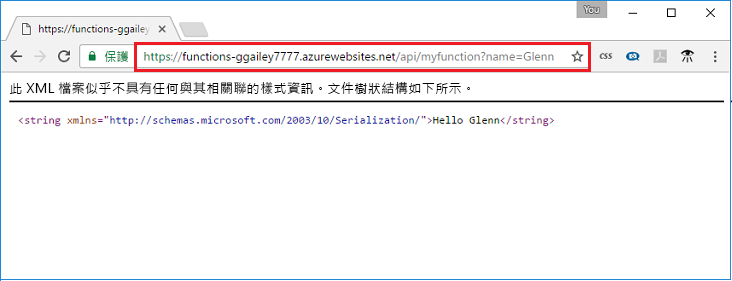 You
https://functions-ggaile
保護 https://functions-ggailey7777.azurewebsites.net/api/myfunction?name=Glenn css
此 XML 檔案似乎不具有任何與其相關聯的樣式資訊。文件樹狀結構如下所示。
<string xmlns="http://schemas.microsoft.com/2003/10/Serialization/">Hello Glenn</string>